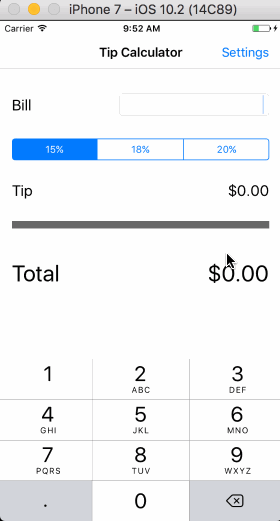 iPhone 7 – iOS 10.2 (14C89)
Carrier 9:52 AM
Tip Calculator Settings
Bill
15% 18% 20%
Tip $0.00
Total $0.00
1 2 3
ABC DEF
4 5 6
GHI JKL MNO
7 8 9
PQRS TUV WXYZ
. 0